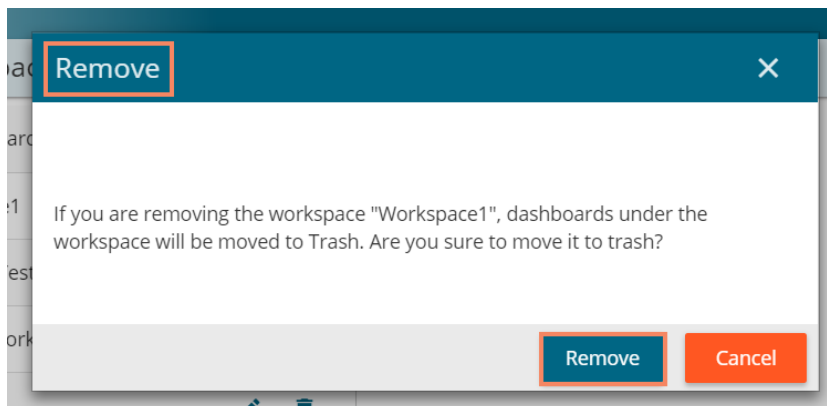 Remove
If you are removing the workspace "Workspace1", dashboards under the
workspace will be moved to Trash. Are you sure to move it to trash?
Remove
Cancel